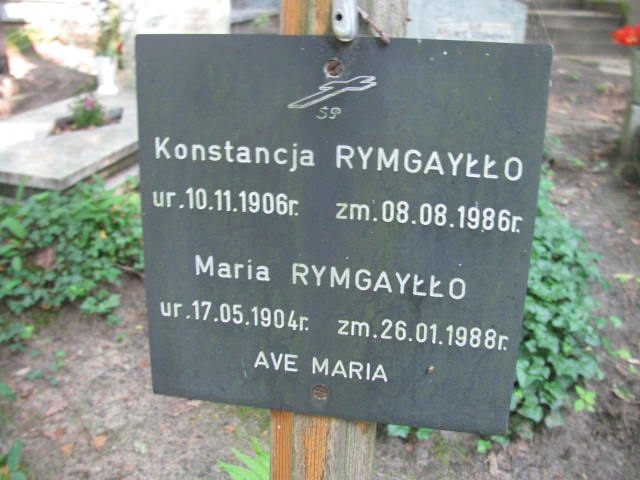 ŚP
Konstancja RYMGAYŁŁO
ur. 10.11.1906r. zm. 08.08.1986r.
Maria RYMGAYŁŁO
ur. 17.05.1904r. zm. 26.01.1988r.
AVE MARIA